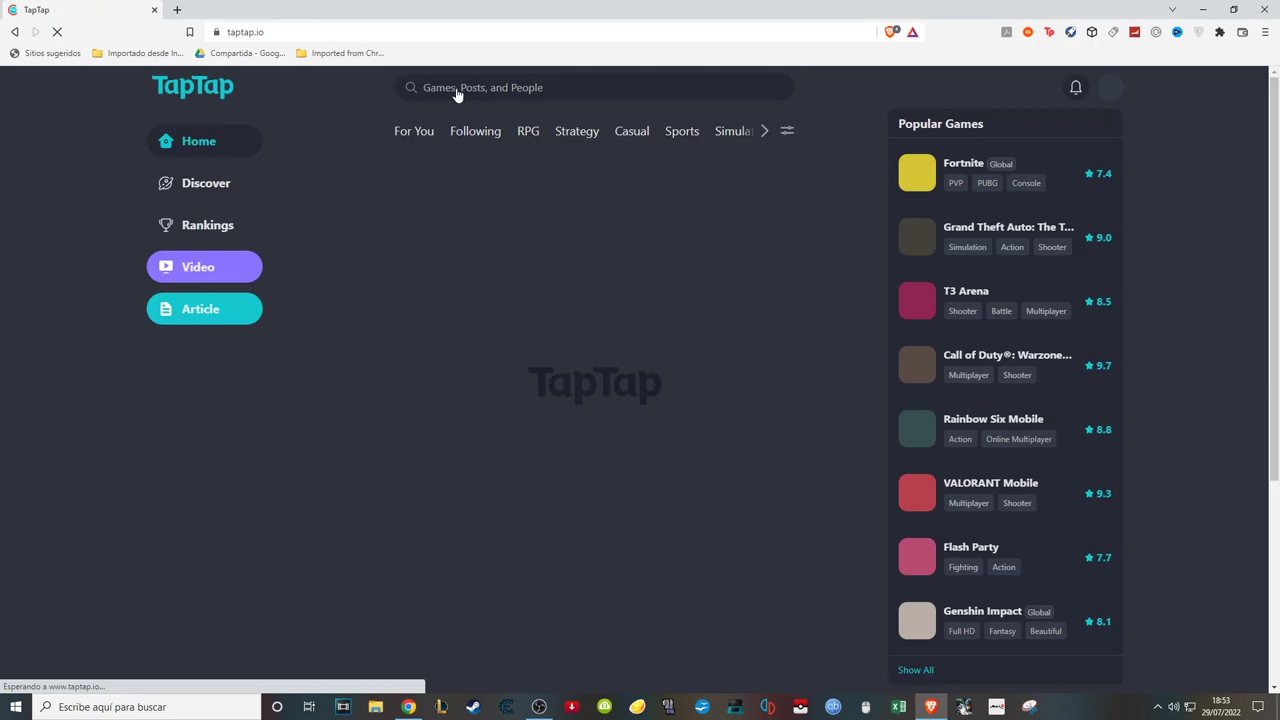 TapTap
taptap.io
Sitios sugeridos
Importado desde In...
Compartida - Goog...
Imported from Chr...
TapTap
Games, Posts, and People
Home
Discover
Rankings
Video
Article
For You
Following
RPG
Strategy
Casual
Sports
Simula
TapTap
Popular Games
Fortnite Global
PVP PUBG Console
7.4
Grand Theft Auto: The T...
Simulation Action Shooter
9.0
T3 Arena
Shooter Battle Multiplayer
8.5
Call of Duty®: Warzone...
Multiplayer Shooter
9.7
Rainbow Six Mobile
Action Online Multiplayer
8.8
VALORANT Mobile
Multiplayer Shooter
9.3
Flash Party
Fighting Action
7.7
Genshin Impact Global
Full HD Fantasy Beautiful
8.1
Show All
Esperando a www.taptap.io...
Escribe aquí para buscar
18:53
29/07/2022